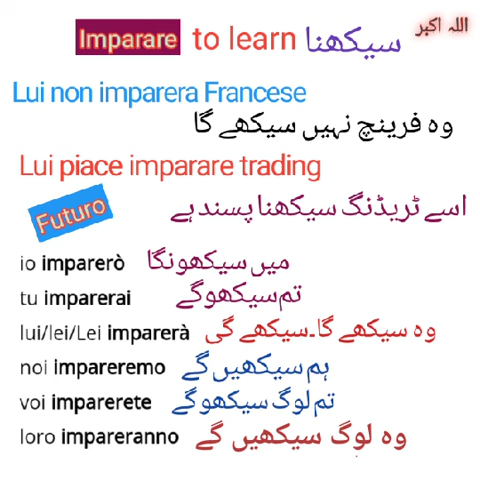 Imparare to learn سیکھنا اللہ اکبر
Lui non imparera Francese
وہ فرینچ نہیں سیکھے گا
Lui piace imparare trading
اسے ٹریڈنگ سیکھنا پسند ہے
Futuro
io imparerò میں سیکھونگا
tu imparerai تم سیکھوگے
lui/lei/Lei imparerà وہ سیکھے گا۔سیکھے گی
noi impareremo ہم سیکھیں گے
voi imparerete تم لوگ سیکھوگے
loro impareranno وہ لوگ سیکھیں گے